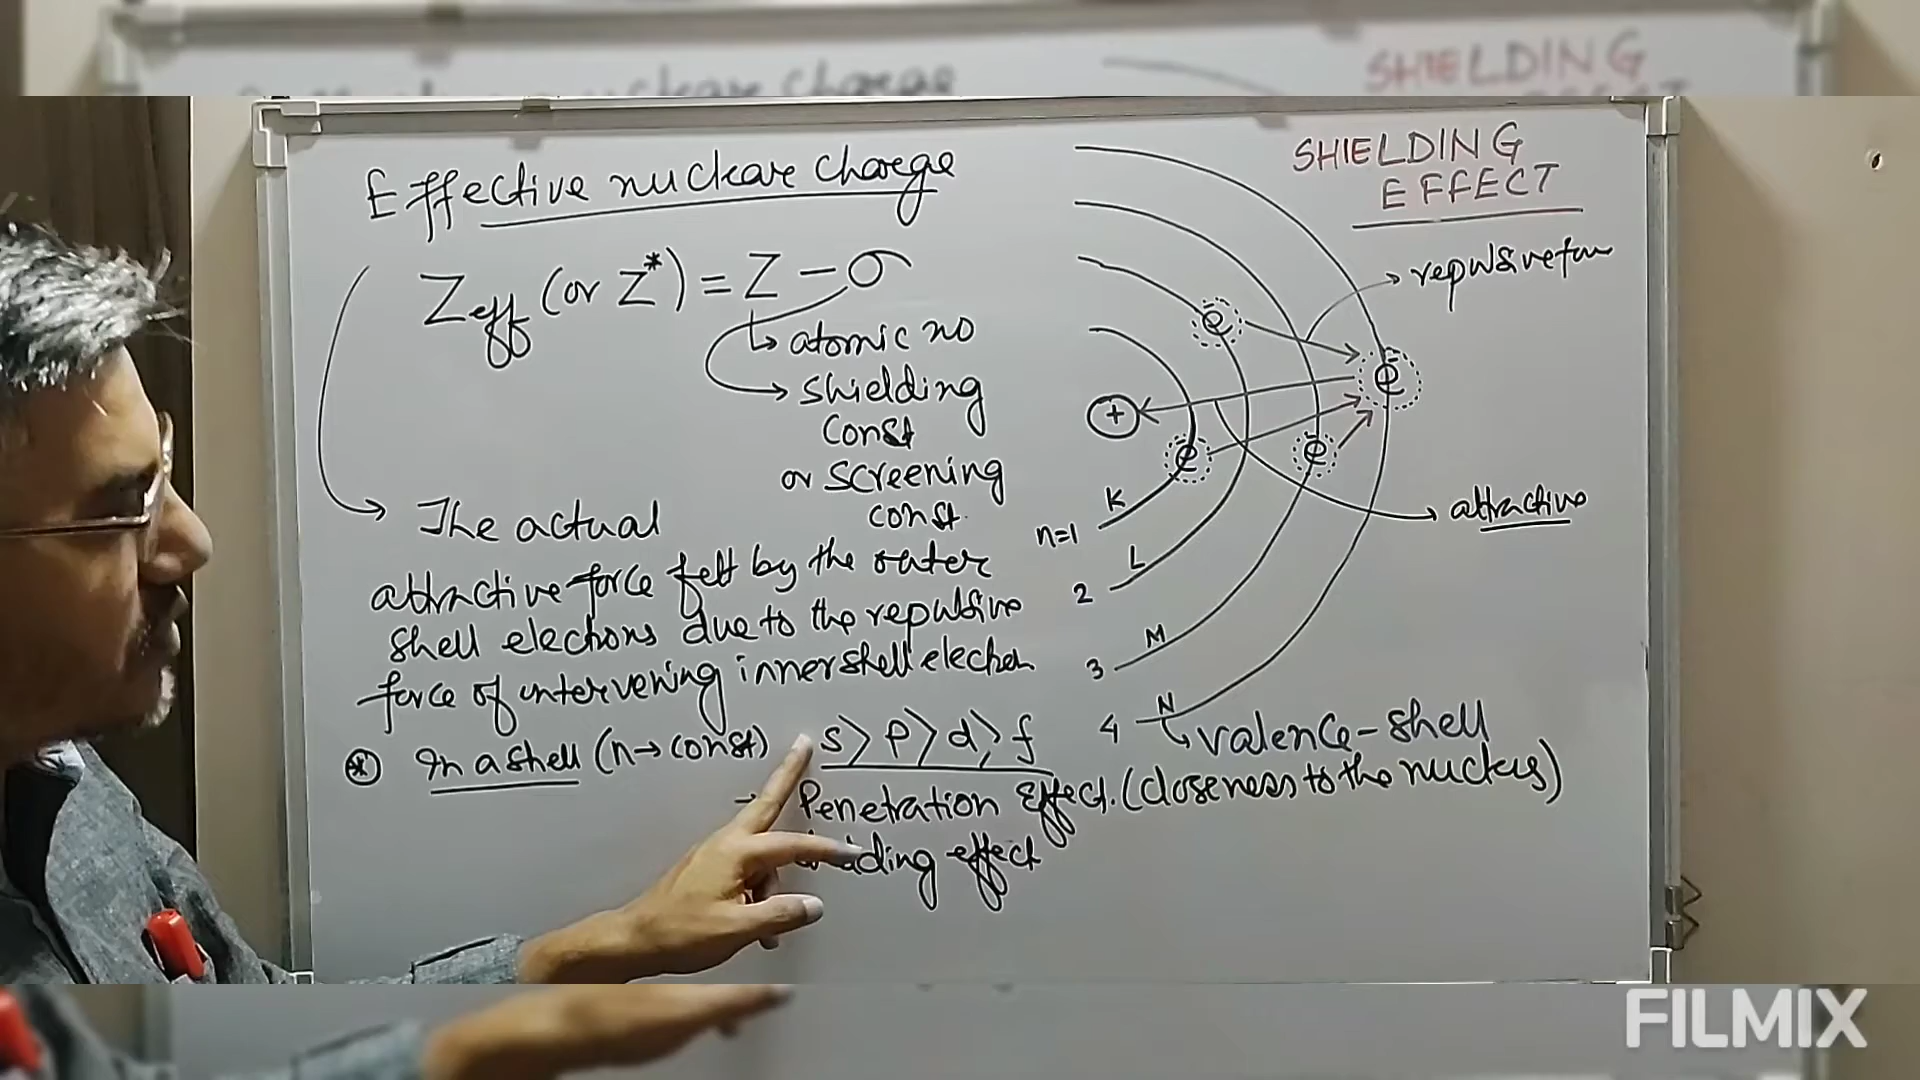 Effective nuclear charge
Zeff (or Z*) = Z – σ
atomic no
shielding
const
or screening
const.
The actual
attractive force felt by the outer
shell electrons due to the repulsive
force of intervening inner shell electron
* In a shell (n → const) s > p > d > f
→ Penetration Effect. (closeness to the nucleus)
effect
SHIELDING
EFFECT
repulsive
attractive
e
e
+
e
e
n=1 K
2 L
3 M
4 N
valence-shell
FILMIX